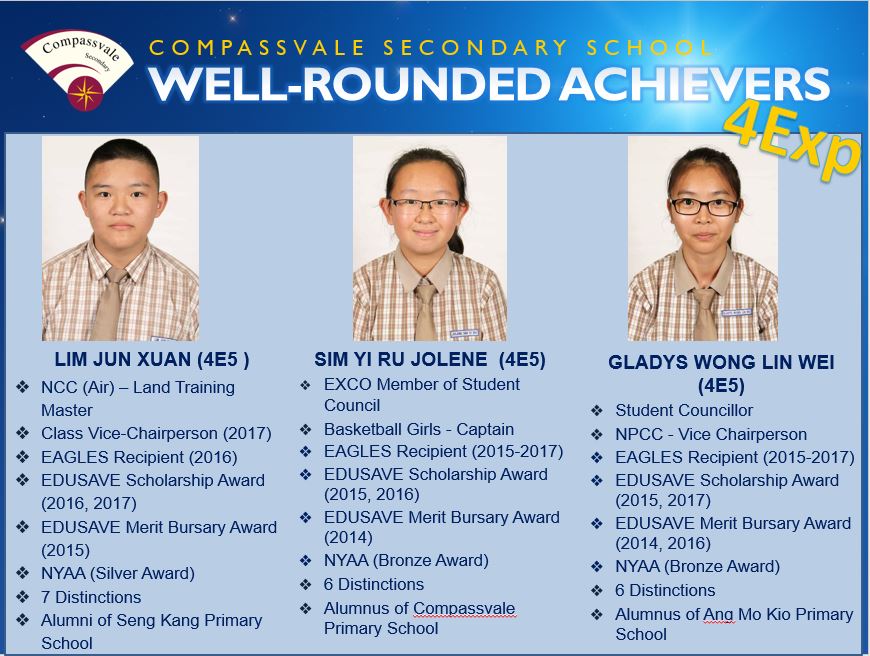 Compassvale
Secondary
COMPASSVALE SECONDARY SCHOOL
WELL-ROUNDED ACHIEVERS
4Exp
LIM JUN XUAN (4E5 )
❖ NCC (Air) – Land Training
Master
❖ Class Vice-Chairperson (2017)
❖ EAGLES Recipient (2016)
❖ EDUSAVE Scholarship Award
(2016, 2017)
❖ EDUSAVE Merit Bursary Award
(2015)
❖ NYAA (Silver Award)
❖ 7 Distinctions
❖ Alumni of Seng Kang Primary
School
SIM YI RU JOLENE (4E5)
❖ EXCO Member of Student
Council
❖ Basketball Girls - Captain
❖ EAGLES Recipient (2015-2017)
❖ EDUSAVE Scholarship Award
(2015, 2016)
❖ EDUSAVE Merit Bursary Award
(2014)
❖ NYAA (Bronze Award)
❖ 6 Distinctions
❖ Alumnus of Compassvale
Primary School
GLADYS WONG LIN WEI
(4E5)
❖ Student Councillor
❖ NPCC - Vice Chairperson
❖ EAGLES Recipient (2015-2017)
❖ EDUSAVE Scholarship Award
(2015, 2017)
❖ EDUSAVE Merit Bursary Award
(2014, 2016)
❖ NYAA (Bronze Award)
❖ 6 Distinctions
❖ Alumnus of Ang Mo Kio Primary
School